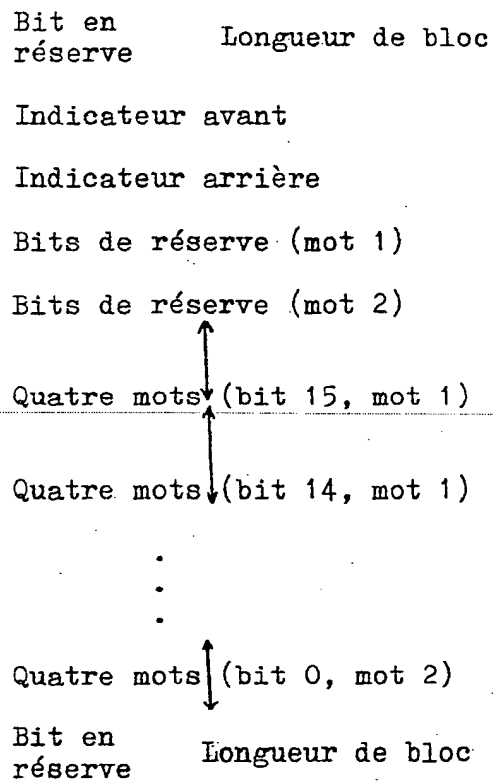 Bit en
réserve Longueur de bloc
Indicateur avant
Indicateur arrière
Bits de réserve (mot 1)
Bits de réserve (mot 2)
Quatre mots (bit 15, mot 1)
Quatre mots (bit 14, mot 1)
.
.
.
Quatre mots (bit 0, mot 2)
Bit en
réserve Longueur de bloc